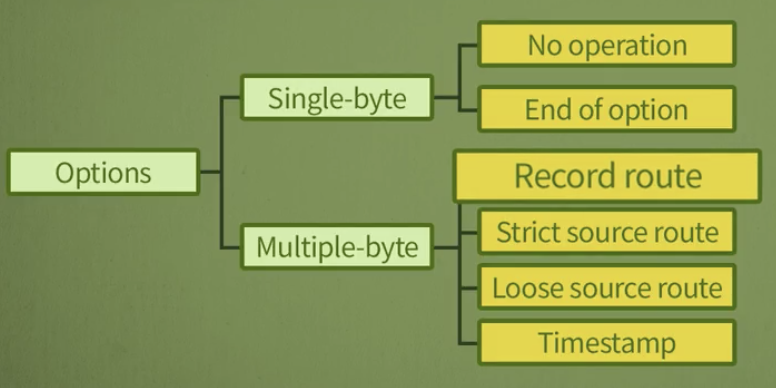 No operation
Single-byte
End of option
Options
Record route
Strict source route
Multiple-byte
Loose source route
Timestamp